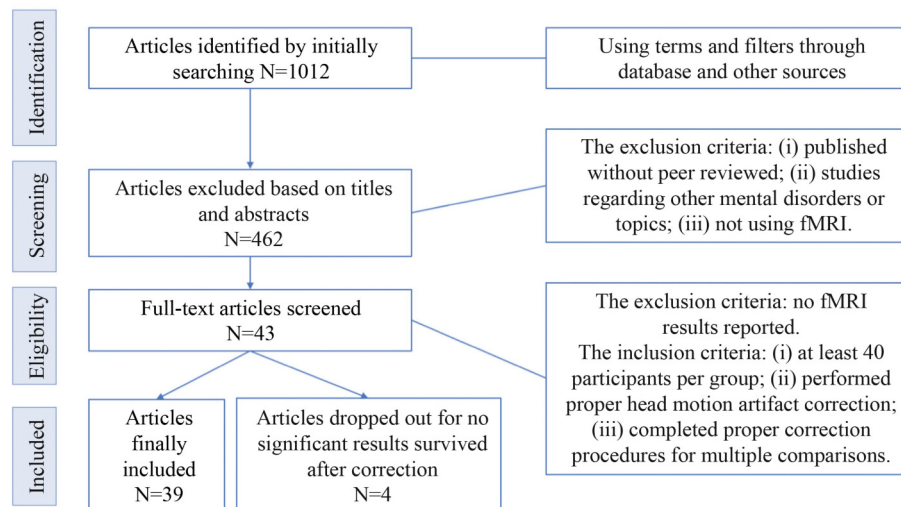 Identification
Articles identified by initially
searching N=1012
Using terms and filters through
database and other sources
Screening
Articles excluded based on titles
and abstracts
N=462
The exclusion criteria: (i) published
without peer reviewed; (ii) studies
regarding other mental disorders or
topics; (iii) not using fMRI.
Eligibility
Full-text articles screened
N=43
The exclusion criteria: no fMRI
results reported.
The inclusion criteria: (i) at least 40
participants per group; (ii) performed
proper head motion artifact correction;
(iii) completed proper correction
procedures for multiple comparisons.
Included
Articles
finally
included
N=39
Articles dropped out for no
significant results survived
after correction
N=4